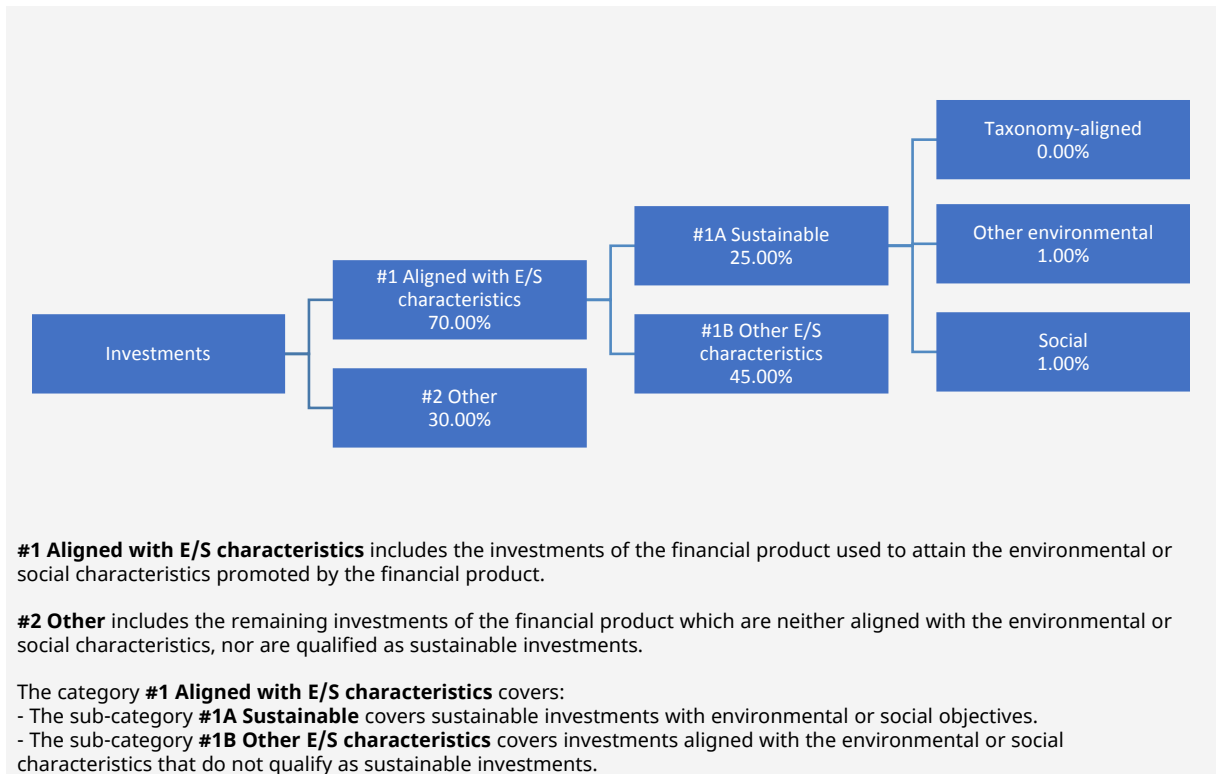 Investments
#1 Aligned with E/S
characteristics
70.00%
#2 Other
30.00%
#1A Sustainable
25.00%
#1B Other E/S
characteristics
45.00%
Taxonomy-aligned
0.00%
Other environmental
1.00%
Social
1.00%
#1 Aligned with E/S characteristics includes the investments of the financial product used to attain the environmental or
social characteristics promoted by the financial product.
#2 Other includes the remaining investments of the financial product which are neither aligned with the environmental or
social characteristics, nor are qualified as sustainable investments.
The category #1 Aligned with E/S characteristics covers:
- The sub-category #1A Sustainable covers sustainable investments with environmental or social objectives.
- The sub-category #1B Other E/S characteristics covers investments aligned with the environmental or social
characteristics that do not qualify as sustainable investments.